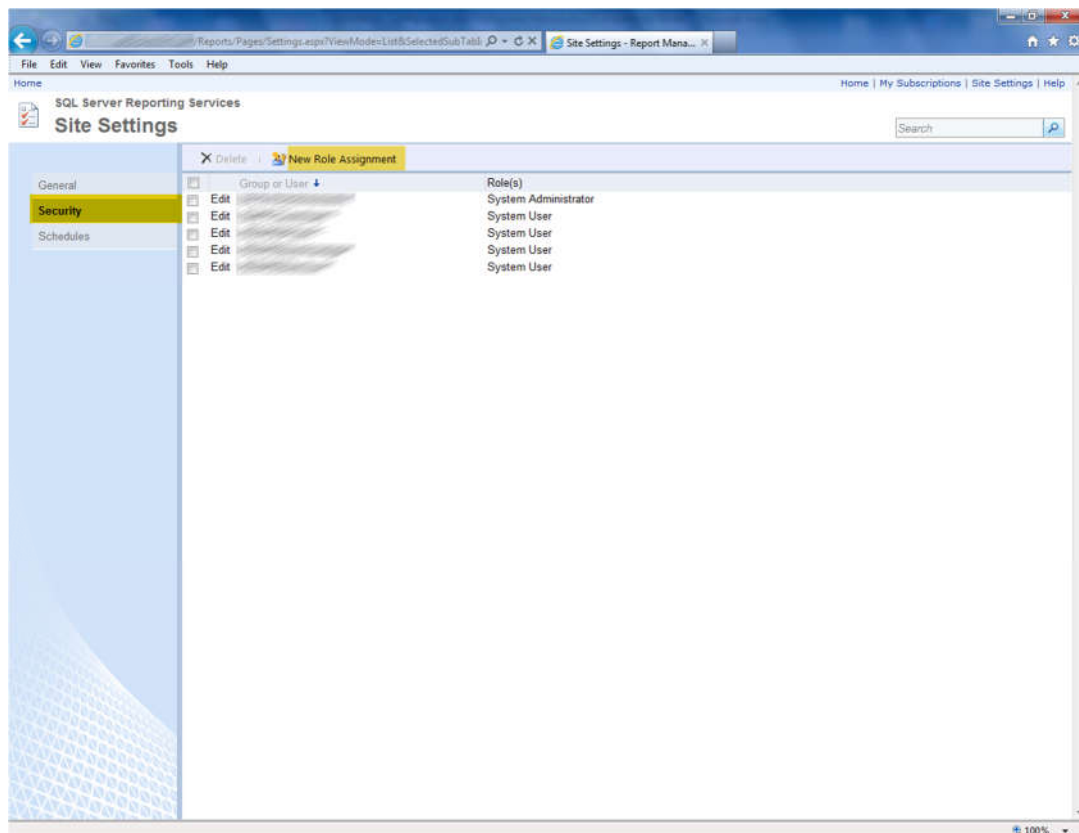 /Reports/Pages/Settings.aspx?ViewMode=List&SelectedSubTabI
Site Settings - Report Mana...
File Edit View Favorites Tools Help
Home
Home | My Subscriptions | Site Settings | Help
SQL Server Reporting Services
Site Settings
Search
Delete
New Role Assignment
General
Security
Schedules
Group or User
Role(s)
Edit
System Administrator
Edit
System User
Edit
System User
Edit
System User
Edit
System User
100%